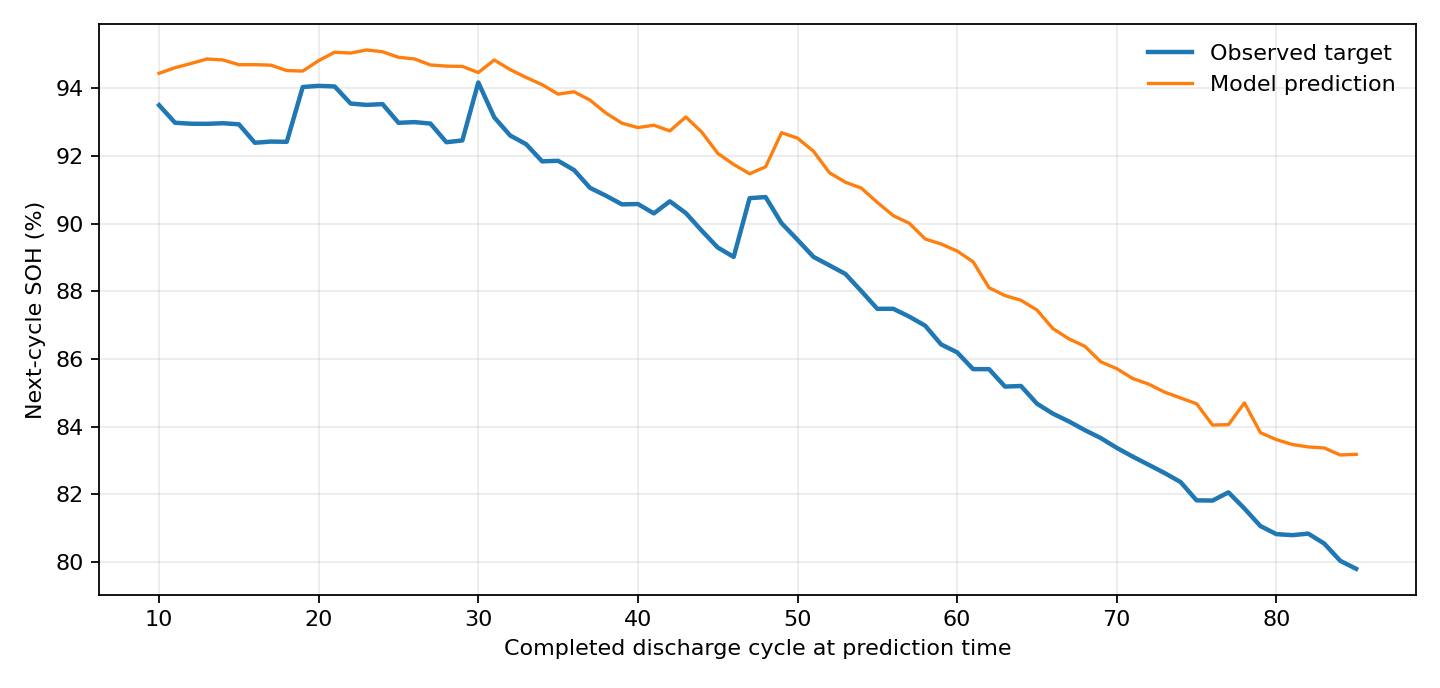 Observed target
Model prediction
94
92
90
88
86
84
82
80
Next-cycle SOH (%)
10 20 30 40 50 60 70 80
Completed discharge cycle at prediction time